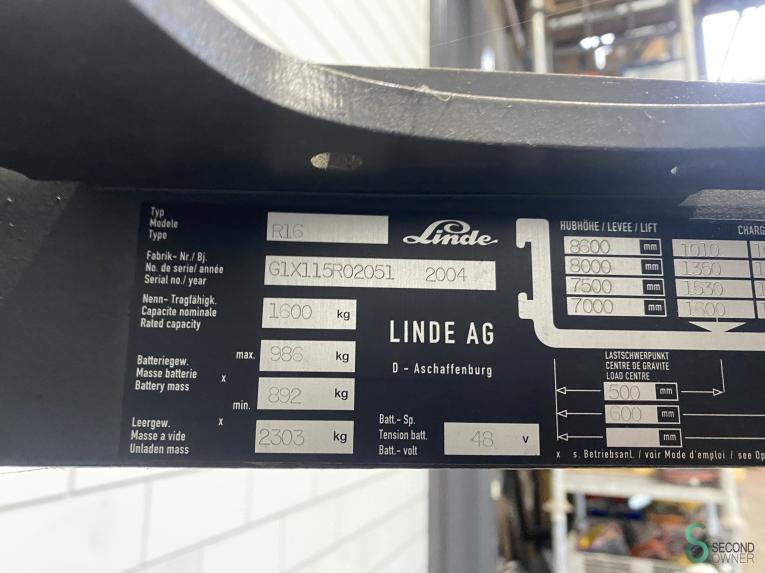 Typ
Modele
Type
R16
Linde
Fabrik- Nr./ Bj.
No. de serie/ année
Serial no./ year
G1X115R02051 2004
Nenn- Tragfähigk.
Capacite nominale
Rated capacity
1600 kg
LINDE AG
D - Aschaffenburg
Batteriegew.
Masse batterie
Battery mass
x
max. 986 kg
min. 892 kg
Leergew.
Masse a vide
Unladen mass
x
2303 kg
Batt.- Sp.
Tension batt.
Batt.- volt
48 V
HUBHÖHE / LEVEE / LIFT
CHARG
8600 mm 1010
8000 mm 1350
7500 mm 1530
7000 mm 1600
LASTSCHWERPUNKT
CENTRE DE GRAVITE
LOAD CENTRE
500 mm
600 mm
mm
x s. Betriebsanl. / voir Mode d'emploi / see Op
SECOND
OWNER